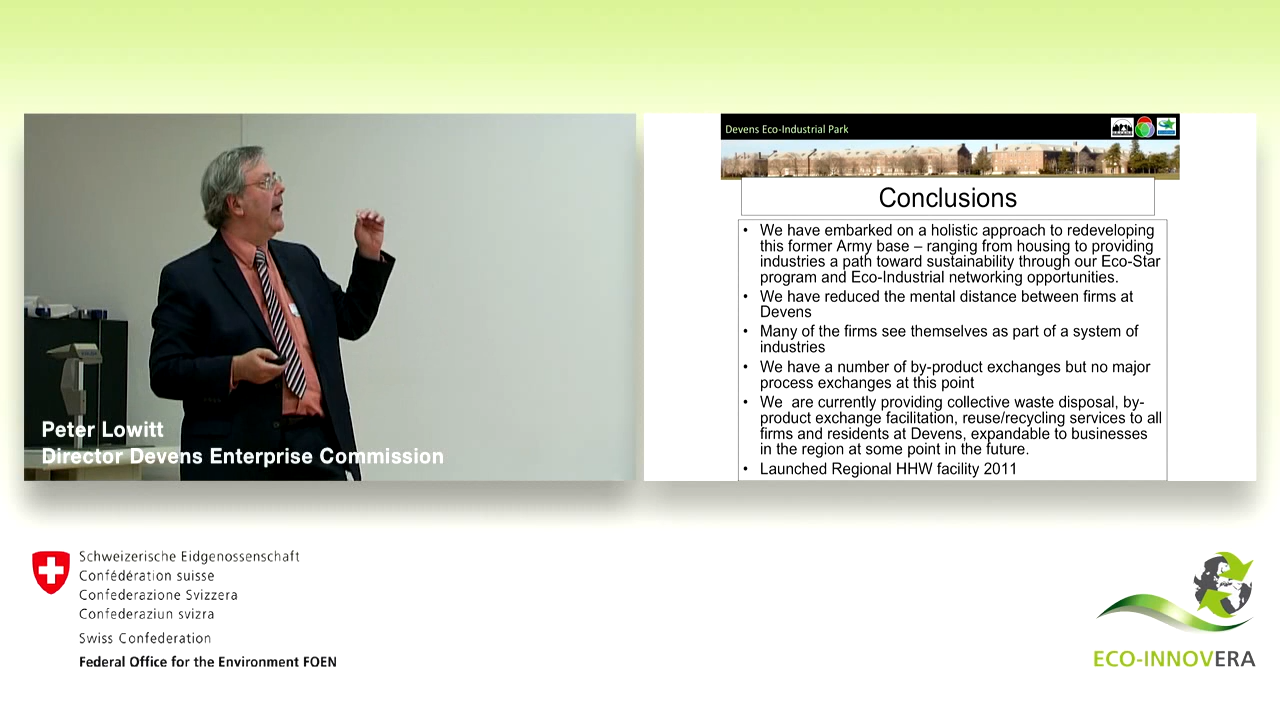 Devens Eco-Industrial Park
Conclusions
• We have embarked on a holistic approach to redeveloping
this former Army base – ranging from housing to providing
industries a path toward sustainability through our Eco-Star
program and Eco-Industrial networking opportunities.
• We have reduced the mental distance between firms at
Devens
• Many of the firms see themselves as part of a system of
industries
• We have a number of by-product exchanges but no major
process exchanges at this point
• We are currently providing collective waste disposal, by-
product exchange facilitation, reuse/recycling services to all
firms and residents at Devens, expandable to businesses
in the region at some point in the future.
• Launched Regional HHW facility 2011
Peter Lowitt
Director Devens Enterprise Commission
Schweizerische Eidgenossenschaft
Confédération suisse
Confederazione Svizzera
Confederaziun svizra
Swiss Confederation
Federal Office for the Environment FOEN
ECO-INNOVERA